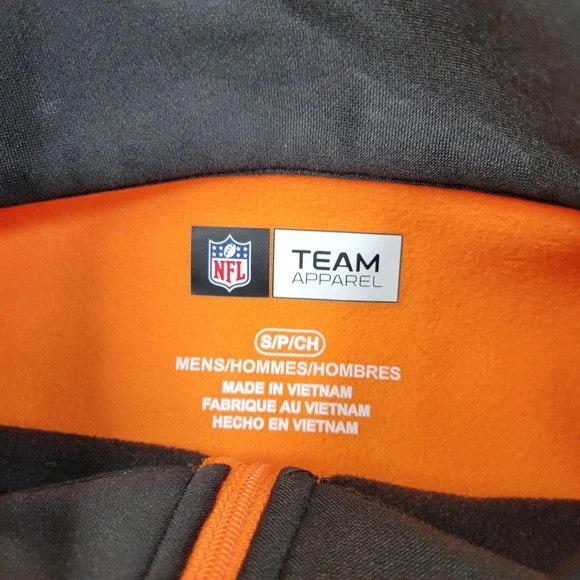 NFL
TEAM
APPAREL
S/P/CH
MENS/HOMMES/HOMBRES
MADE IN VIETNAM
FABRIQUE AU VIETNAM
HECHO EN VIETNAM